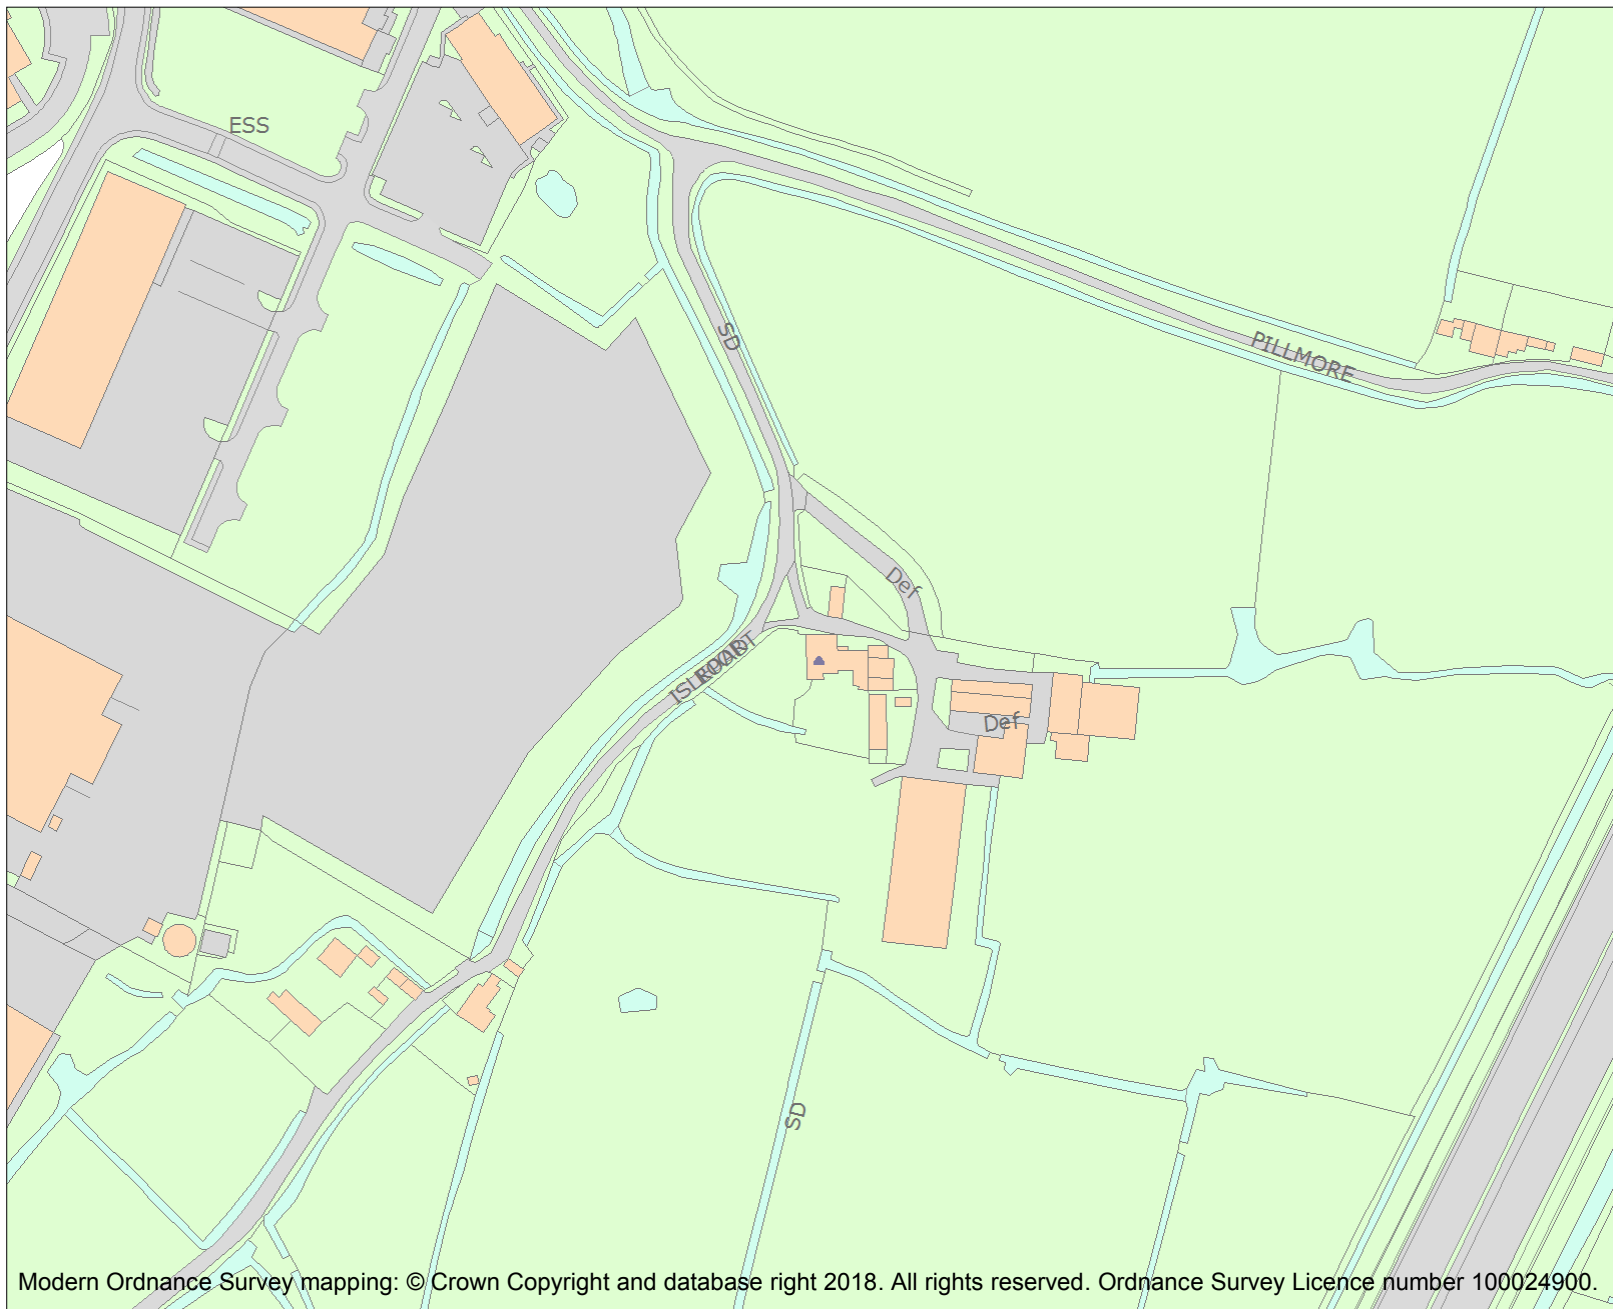 ESS
SD
PILLMORE
Def
ROAD
Def
SD
Modern Ordnance Survey mapping: © Crown Copyright and database right 2018. All rights reserved. Ordnance Survey Licence number 100024900.